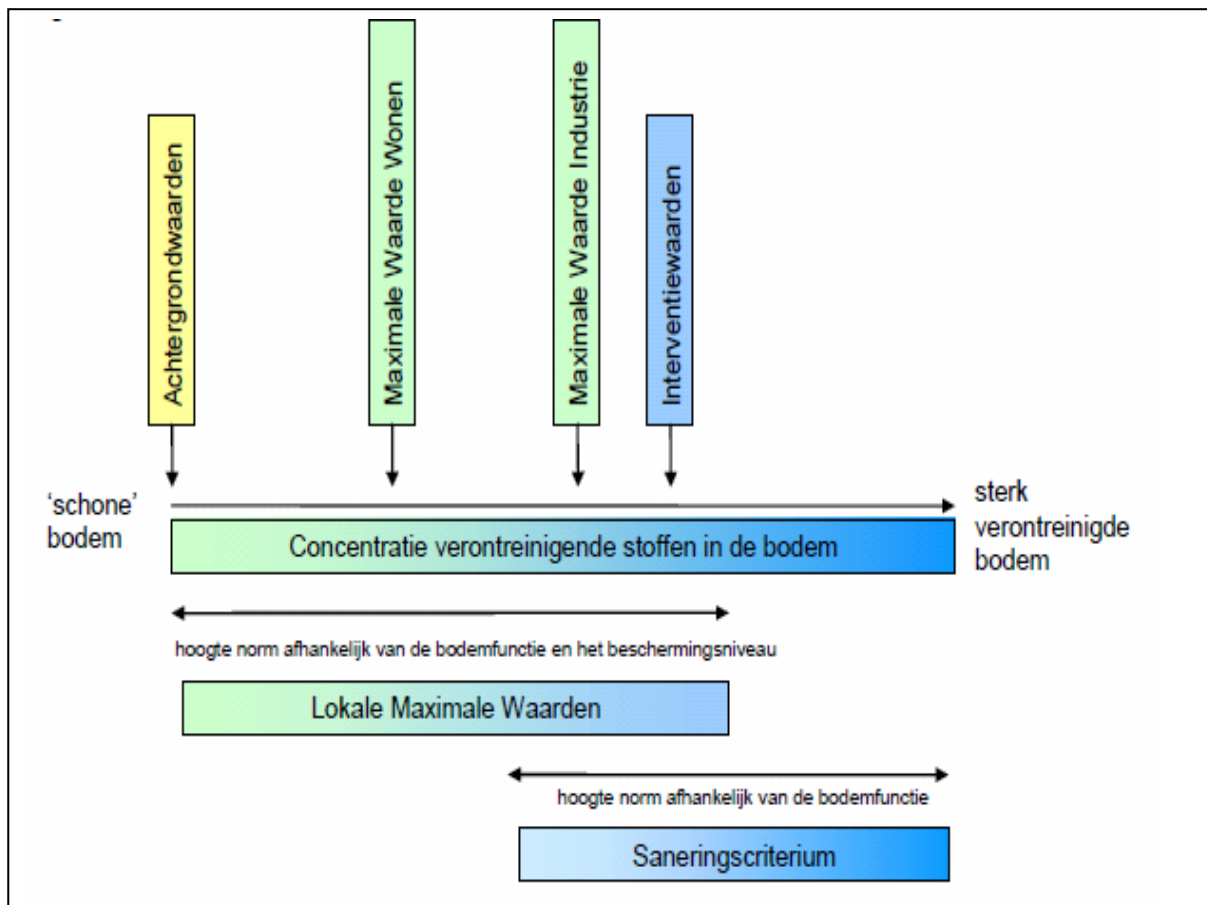 Achtergrondwaarden
Maximale Waarde Wonen
Maximale Waarde Industrie
Interventiewaarden
‘schone’
bodem
sterk
verontreinigde
bodem
Concentratie verontreinigende stoffen in de bodem
hoogte norm afhankelijk van de bodemfunctie en het beschermingsniveau
Lokale Maximale Waarden
hoogte norm afhankelijk van de bodemfunctie
Saneringscriterium